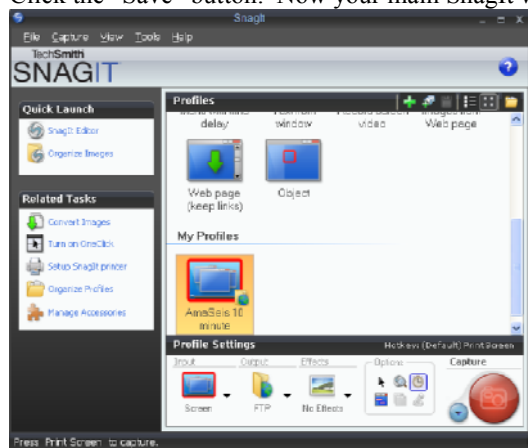 Click the "Save" button. Now your main SnagIt
SnagIt
File Capture View Tools Help
TechSmith
SNAGIT
Profiles
Quick Launch
delay window video Web page
SnagIt Editor
Organize Images
Web page Object
(keep links)
Related Tasks
Convert Images
My Profiles
Turn on OneClick
Setup SnagIt printer
Organize Profiles
Manage Accessories
AmaSeis 10
minute
Profile Settings Hotkeys (Default) Print Screen
Input Output Effects Options Capture
Screen FTP No Effects
Press Print Screen to capture.